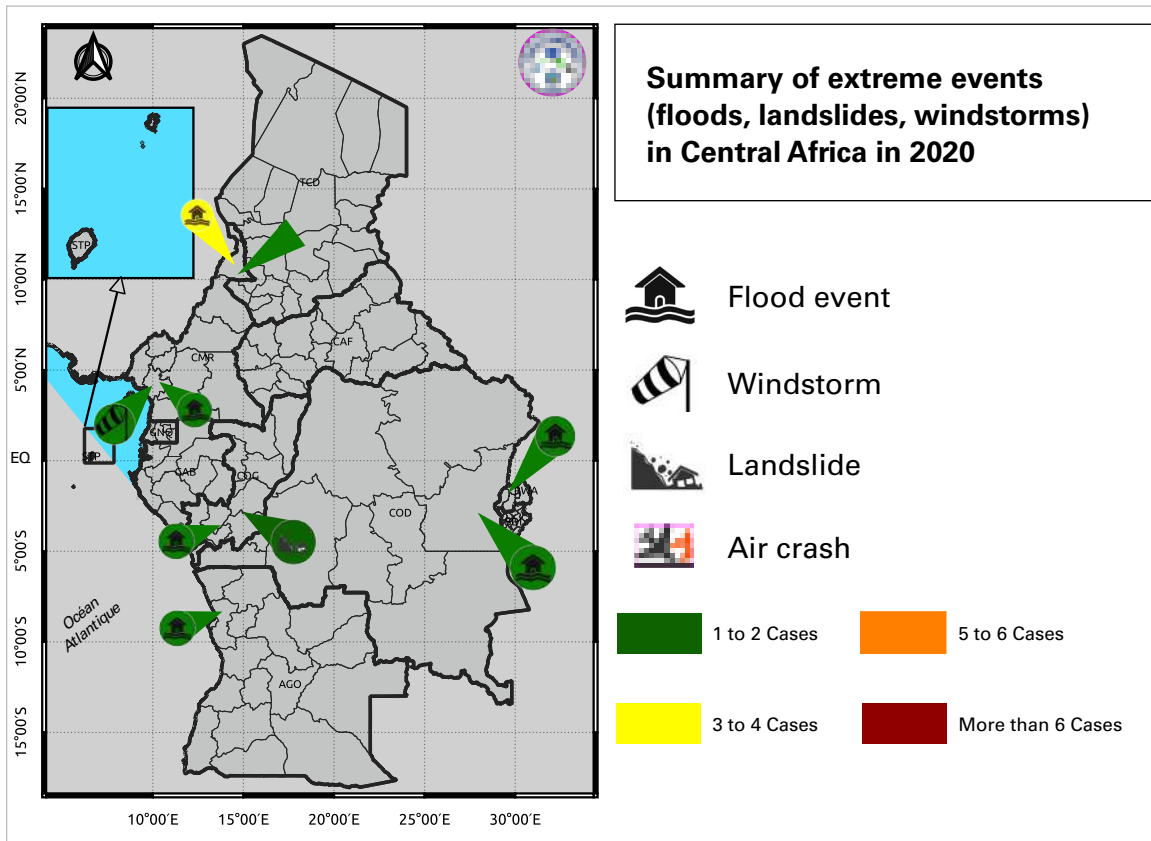 Summary of extreme events
(floods, landslides, windstorms)
in Central Africa in 2020
20°00′N
15°00′N
10°00′N
5°00′N
EQ
5°00′S
10°00′S
15°00′S
10°00′E
15°00′E
20°00′E
25°00′E
30°00′E
STP
TCD
CAF
CMR
GNQ
STP
GAB
COG
COD
RWA
AGO
Océan
Atlantique
Flood event
Windstorm
Landslide
Air crash
1 to 2 Cases
5 to 6 Cases
3 to 4 Cases
More than 6 Cases